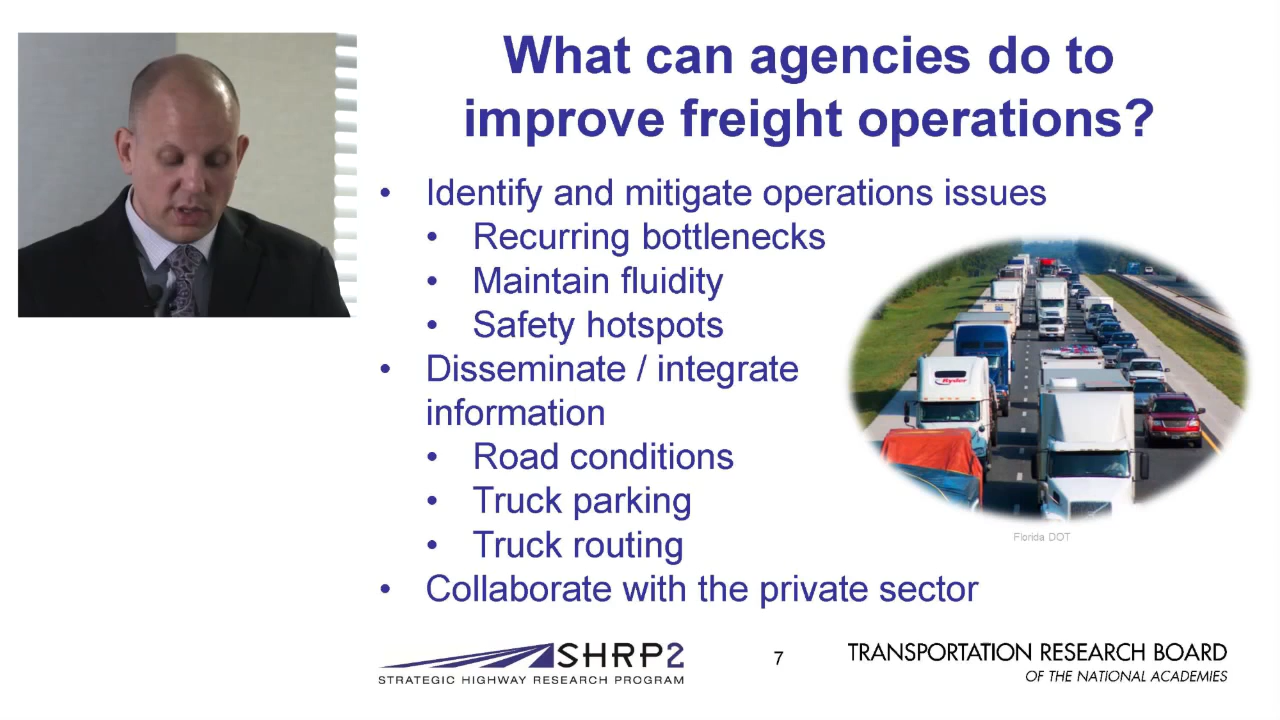 What can agencies do to
improve freight operations?
• Identify and mitigate operations issues
• Recurring bottlenecks
• Maintain fluidity
• Safety hotspots
• Disseminate / integrate
information
• Road conditions
• Truck parking
• Truck routing
• Collaborate with the private sector
Ryder
Florida DOT
SHRP2
STRATEGIC HIGHWAY RESEARCH PROGRAM
7
TRANSPORTATION RESEARCH BOARD
OF THE NATIONAL ACADEMIES